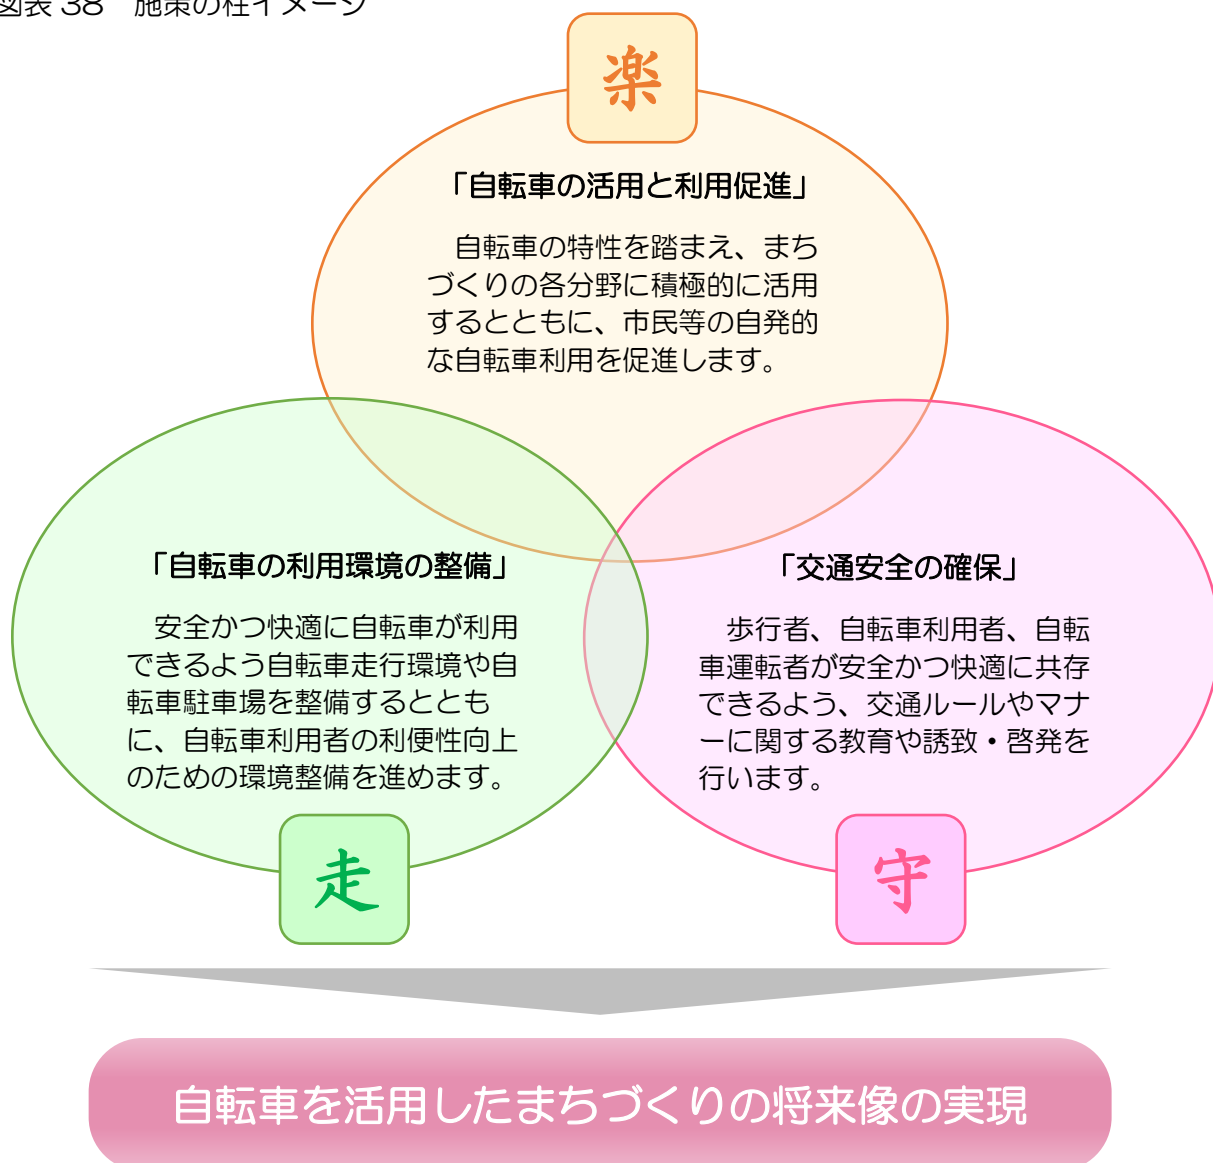 図表 38　施策の柱イメージ
楽
「自転車の活用と利用促進」
自転車の特性を踏まえ、まち
づくりの各分野に積極的に活用
するとともに、市民等の自発的
な自転車利用を促進します。
「自転車の利用環境の整備」
安全かつ快適に自転車が利用
できるよう自転車走行環境や自
転車駐車場を整備するととも
に、自転車利用者の利便性向上
のための環境整備を進めます。
走
「交通安全の確保」
歩行者、自転車利用者、自転
車運転者が安全かつ快適に共存
できるよう、交通ルールやマナ
ーに関する教育や誘致・啓発を
行います。
守
自転車を活用したまちづくりの将来像の実現